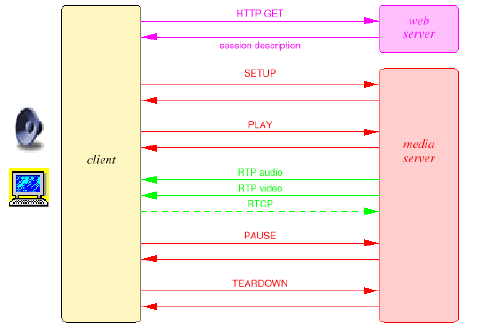 HTTP GET
web
server
session description
SETUP
PLAY
client
media
server
RTP audio
RTP video
RTCP
PAUSE
TEARDOWN